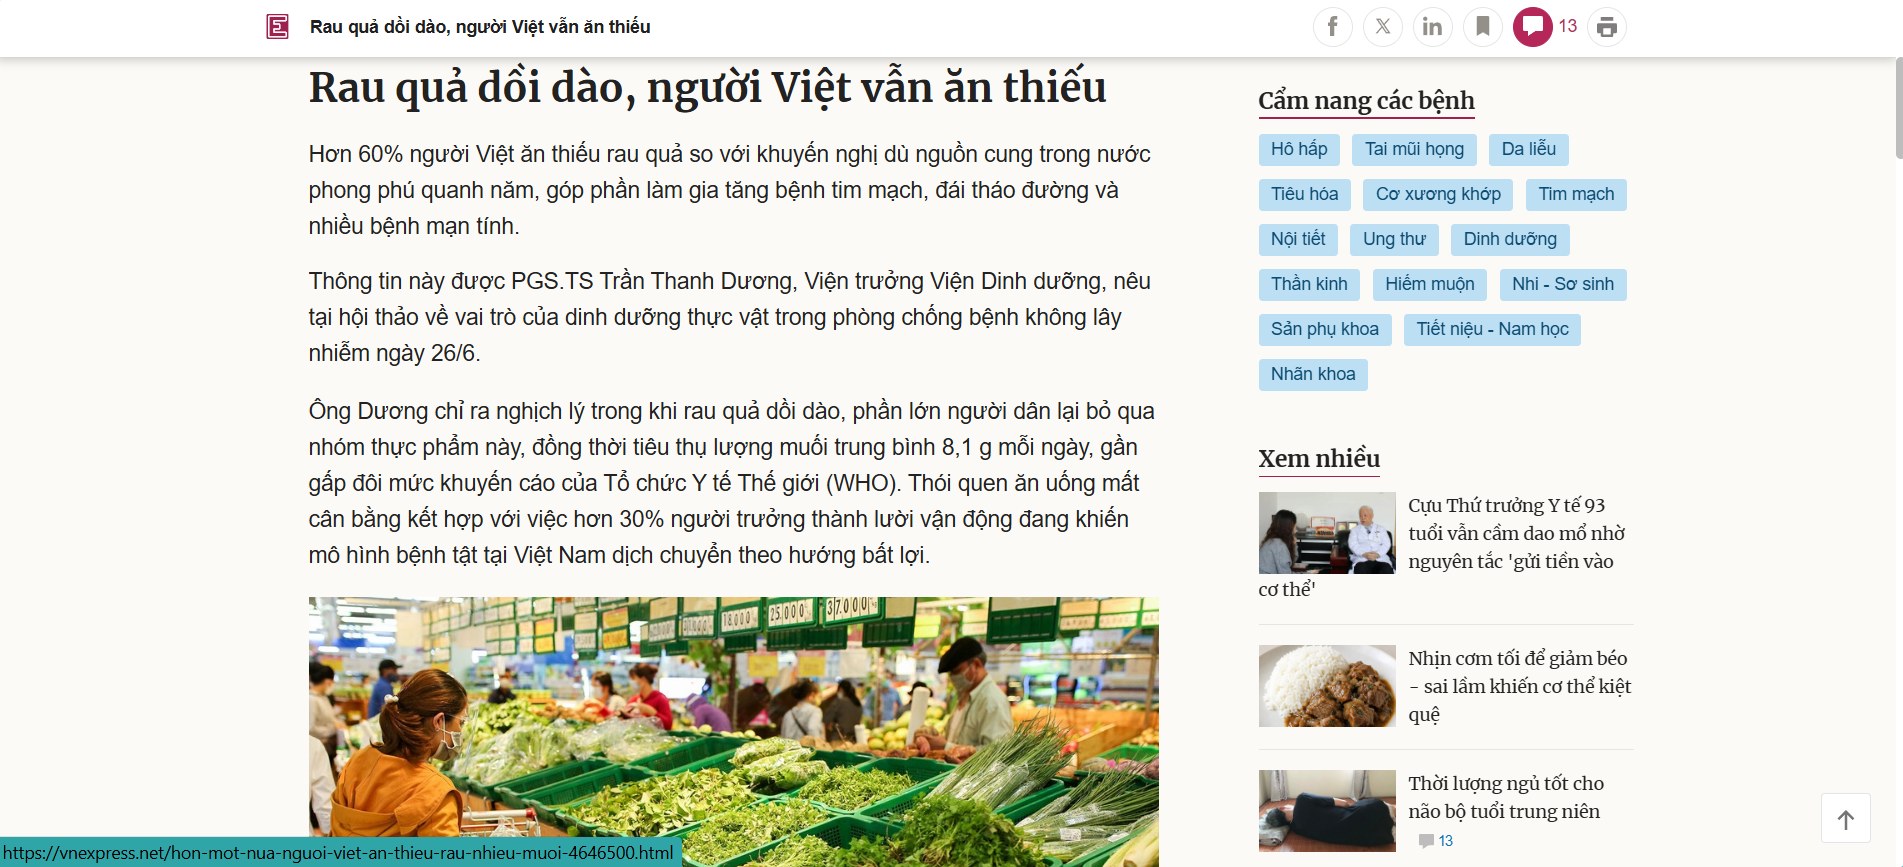 Rau quả dồi dào, người Việt vẫn ăn thiếu
13
Rau quả dồi dào, người Việt vẫn ăn thiếu
Hơn 60% người Việt ăn thiếu rau quả so với khuyến nghị dù nguồn cung trong nước
phong phú quanh năm, góp phần làm gia tăng bệnh tim mạch, đái tháo đường và
nhiều bệnh mạn tính.
Thông tin này được PGS.TS Trần Thanh Dương, Viện trưởng Viện Dinh dưỡng, nêu
tại hội thảo về vai trò của dinh dưỡng thực vật trong phòng chống bệnh không lây
nhiễm ngày 26/6.
Ông Dương chỉ ra nghịch lý trong khi rau quả dồi dào, phần lớn người dân lại bỏ qua
nhóm thực phẩm này, đồng thời tiêu thụ lượng muối trung bình 8,1 g mỗi ngày, gần
gấp đôi mức khuyến cáo của Tổ chức Y tế Thế giới (WHO). Thói quen ăn uống mất
cân bằng kết hợp với việc hơn 30% người trưởng thành lười vận động đang khiến
mô hình bệnh tật tại Việt Nam dịch chuyển theo hướng bất lợi.
18.000
25.000
37.000
https://vnexpress.net/hon-mot-nua-nguoi-viet-an-thieu-rau-nhieu-muoi-4646500.html
Cẩm nang các bệnh
Hô hấp Tai mũi họng Da liễu
Tiêu hóa Cơ xương khớp Tim mạch
Nội tiết Ung thư Dinh dưỡng
Thần kinh Hiếm muộn Nhi - Sơ sinh
Sản phụ khoa Tiết niệu - Nam học
Nhãn khoa
Xem nhiều
Cựu Thứ trưởng Y tế 93
tuổi vẫn cầm dao mổ nhờ
nguyên tắc 'gửi tiền vào
cơ thể'
Nhịn cơm tối để giảm béo
- sai lầm khiến cơ thể kiệt
quệ
Thời lượng ngủ tốt cho
não bộ tuổi trung niên
13